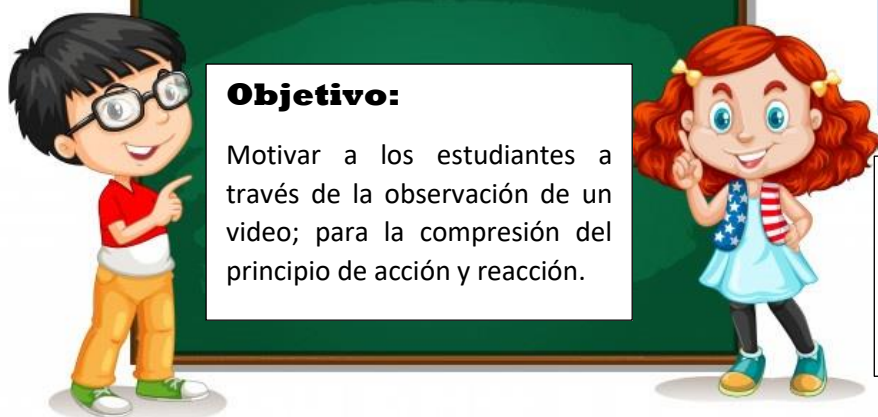 Objetivo:
Motivar a los estudiantes a
través de la observación de un
video; para la compresión del
principio de acción y reacción.